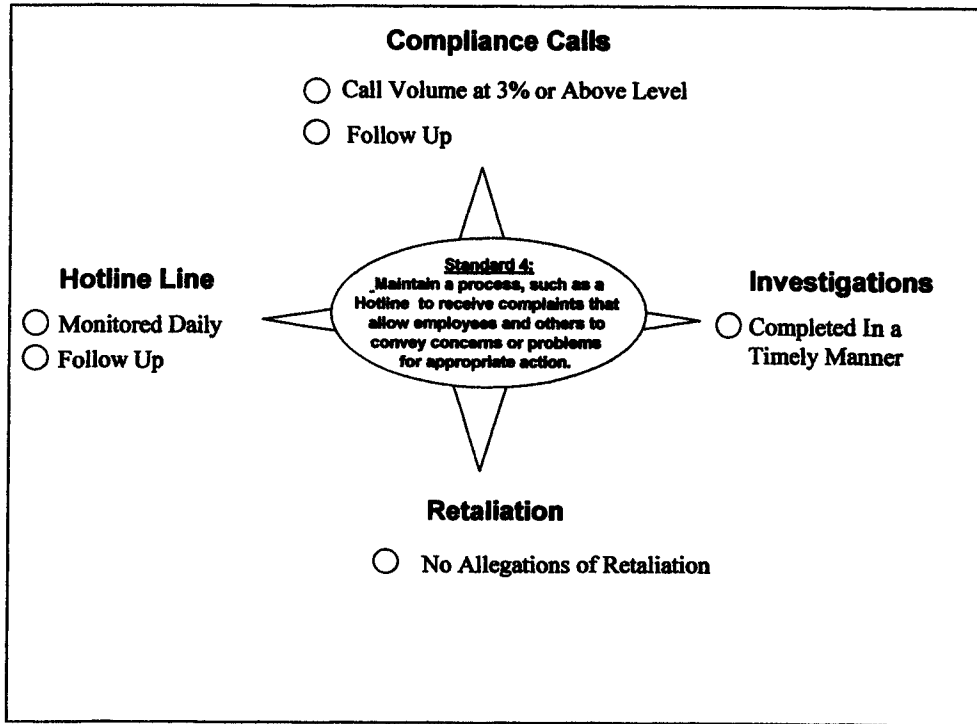 Compliance Calls
Call Volume at 3% or Above Level
Follow Up
Hotline Line
Monitored Daily
Follow Up
Standard 4:
Maintain a process, such as a
Hotline to receive complaints that
allow employees and others to
convey concerns or problems
for appropriate action.
Investigations
Completed In a
Timely Manner
Retaliation
No Allegations of Retaliation